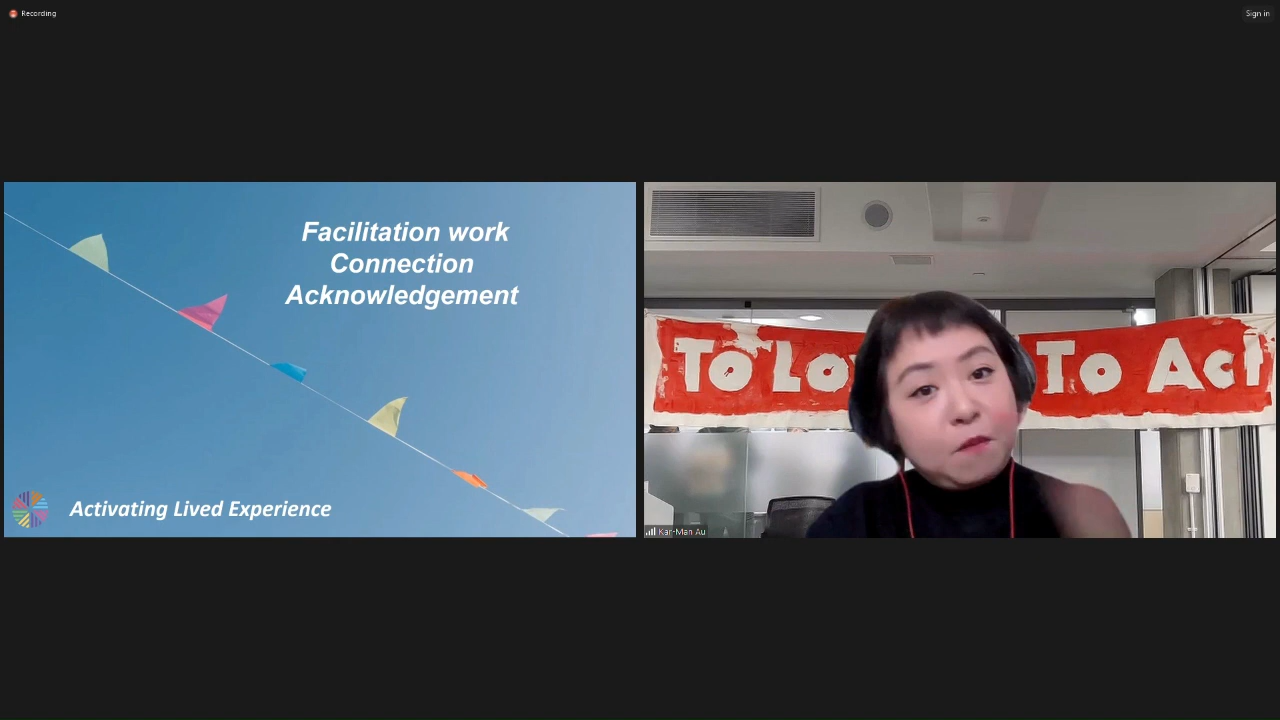 Recording
Sign in
Facilitation work
Connection
Acknowledgement
Activating Lived Experience
To Lo
To Act
Kar-Man Au